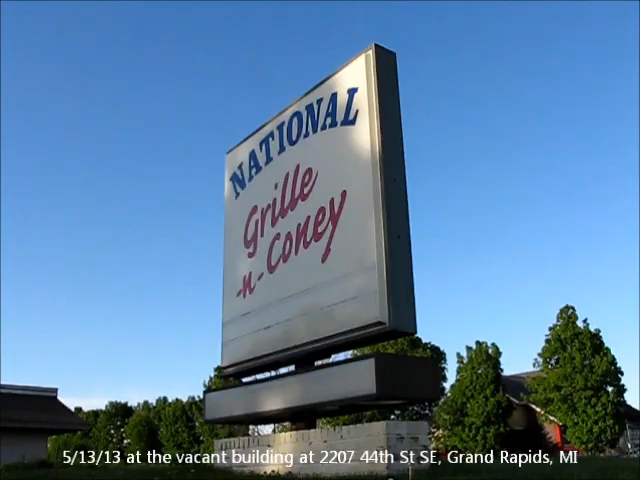 NATIONAL
Grille
-n- Coney
5/13/13 at the vacant building at 2207 44th St SE, Grand Rapids, MI